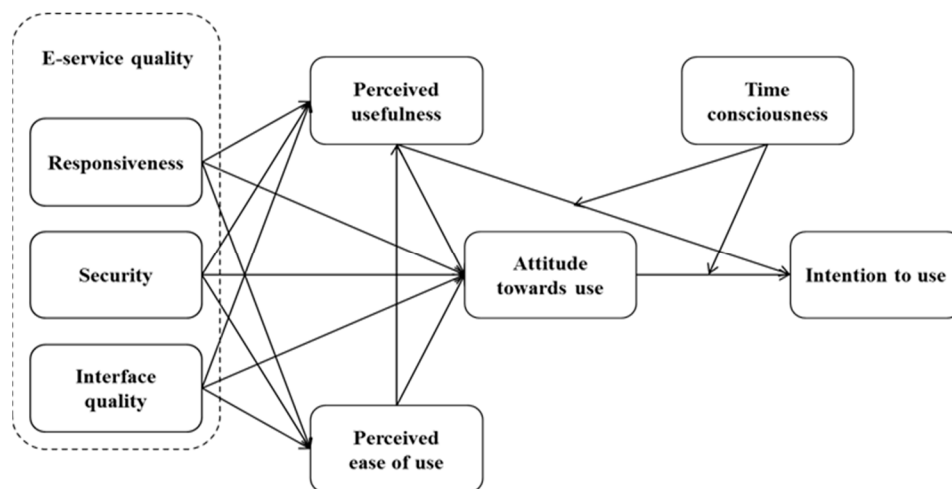 E-service quality
Responsiveness
Security
Interface
quality
Perceived
usefulness
Perceived
ease of use
Attitude
towards use
Time
consciousness
Intention to use